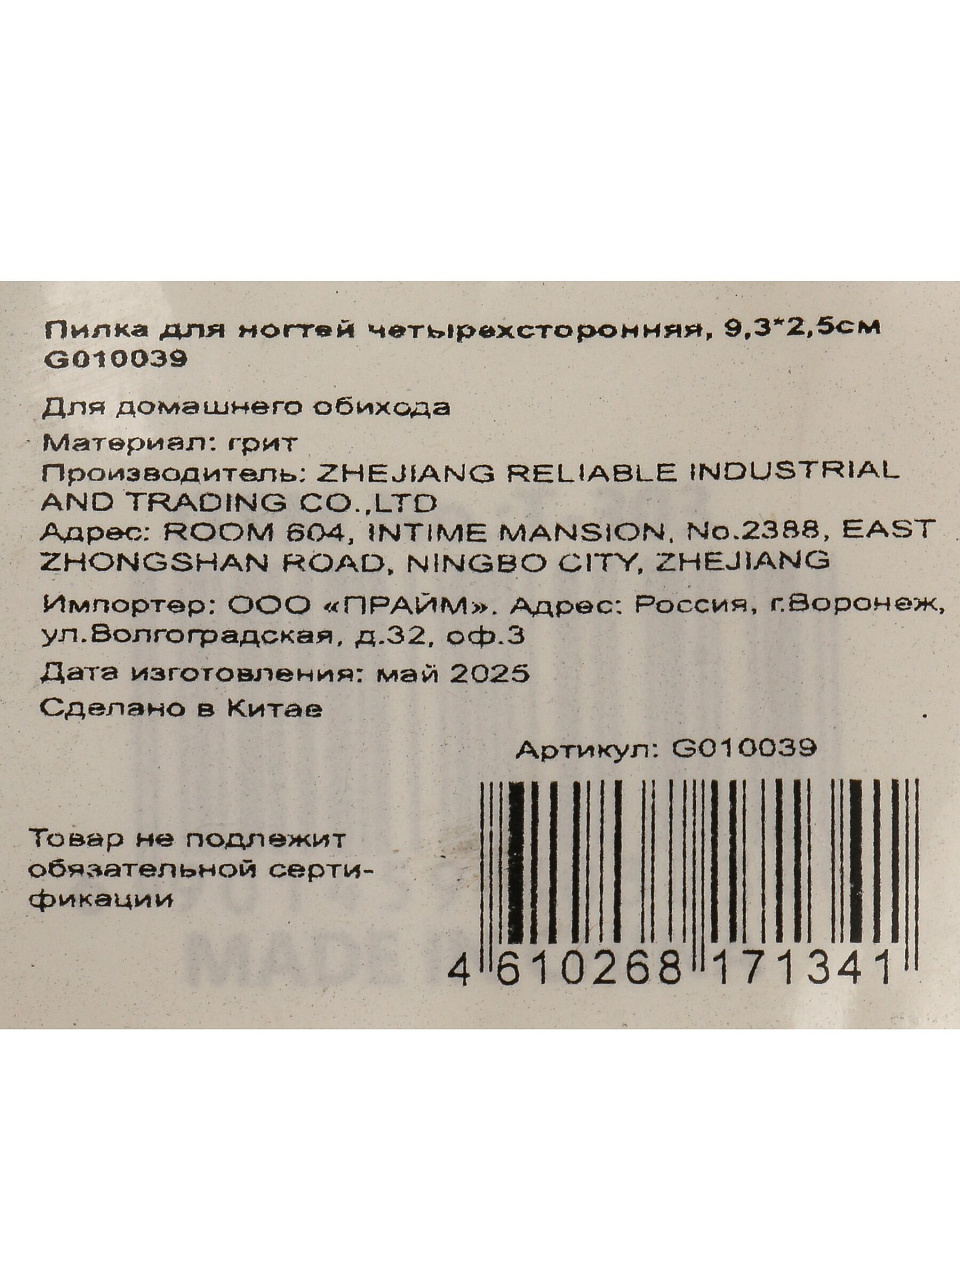 Пилка для ногтей четырехсторонняя, 9,3*2,5см
G010039
Для домашнего обихода
Материал: грит
Производитель: ZHEJIANG RELIABLE INDUSTRIAL
AND TRADING CO.,LTD
Адрес: ROOM 604, INTIME MANSION, No.2388, EAST
ZHONGSHAN ROAD, NINGBO CITY, ZHEJIANG
Импортер: ООО «ПРАЙМ». Адрес: Россия, г.Воронеж,
ул.Волгоградская, д.32, оф.3
Дата изготовления: май 2025
Сделано в Китае
Артикул: G010039
Товар не подлежит
обязательной серти-
фикации
4 610268 171341
MADE